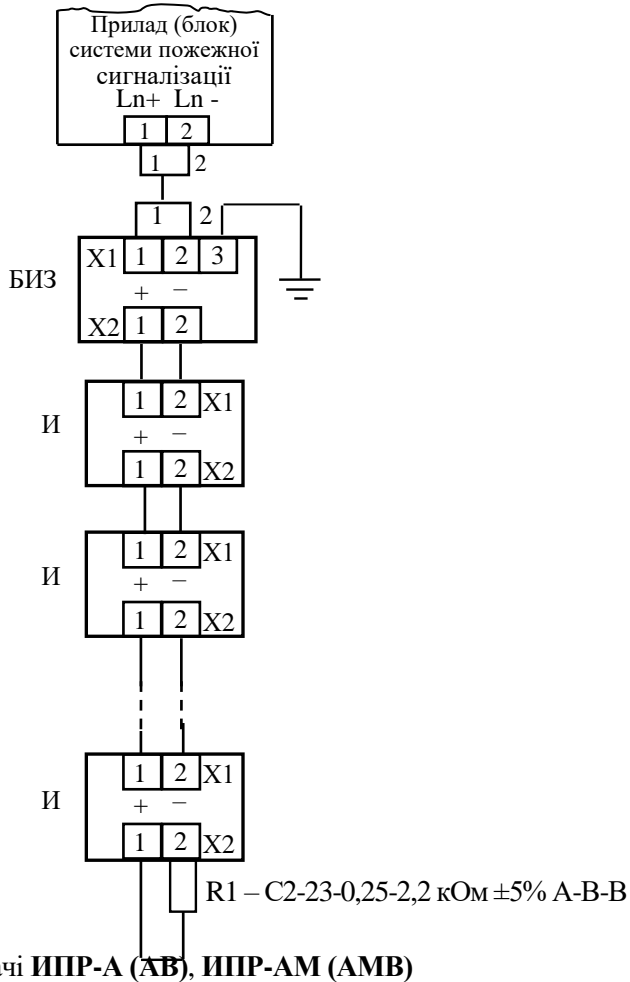 Прилад (блок)
системи пожежної
сигналізації
Ln+ Ln -
1 2
1 2
1 2
БИЗ
X1 1 2 3
+ −
X2 1 2
И
1 2 X1
+ −
1 2 X2
И
1 2 X1
+ −
1 2 X2
И
1 2 X1
+ −
1 2 X2
R1 – С2-23-0,25-2,2 кОм ±5% А-В-В
ачі ИПР-А (АВ), ИПР-АМ (АМВ)